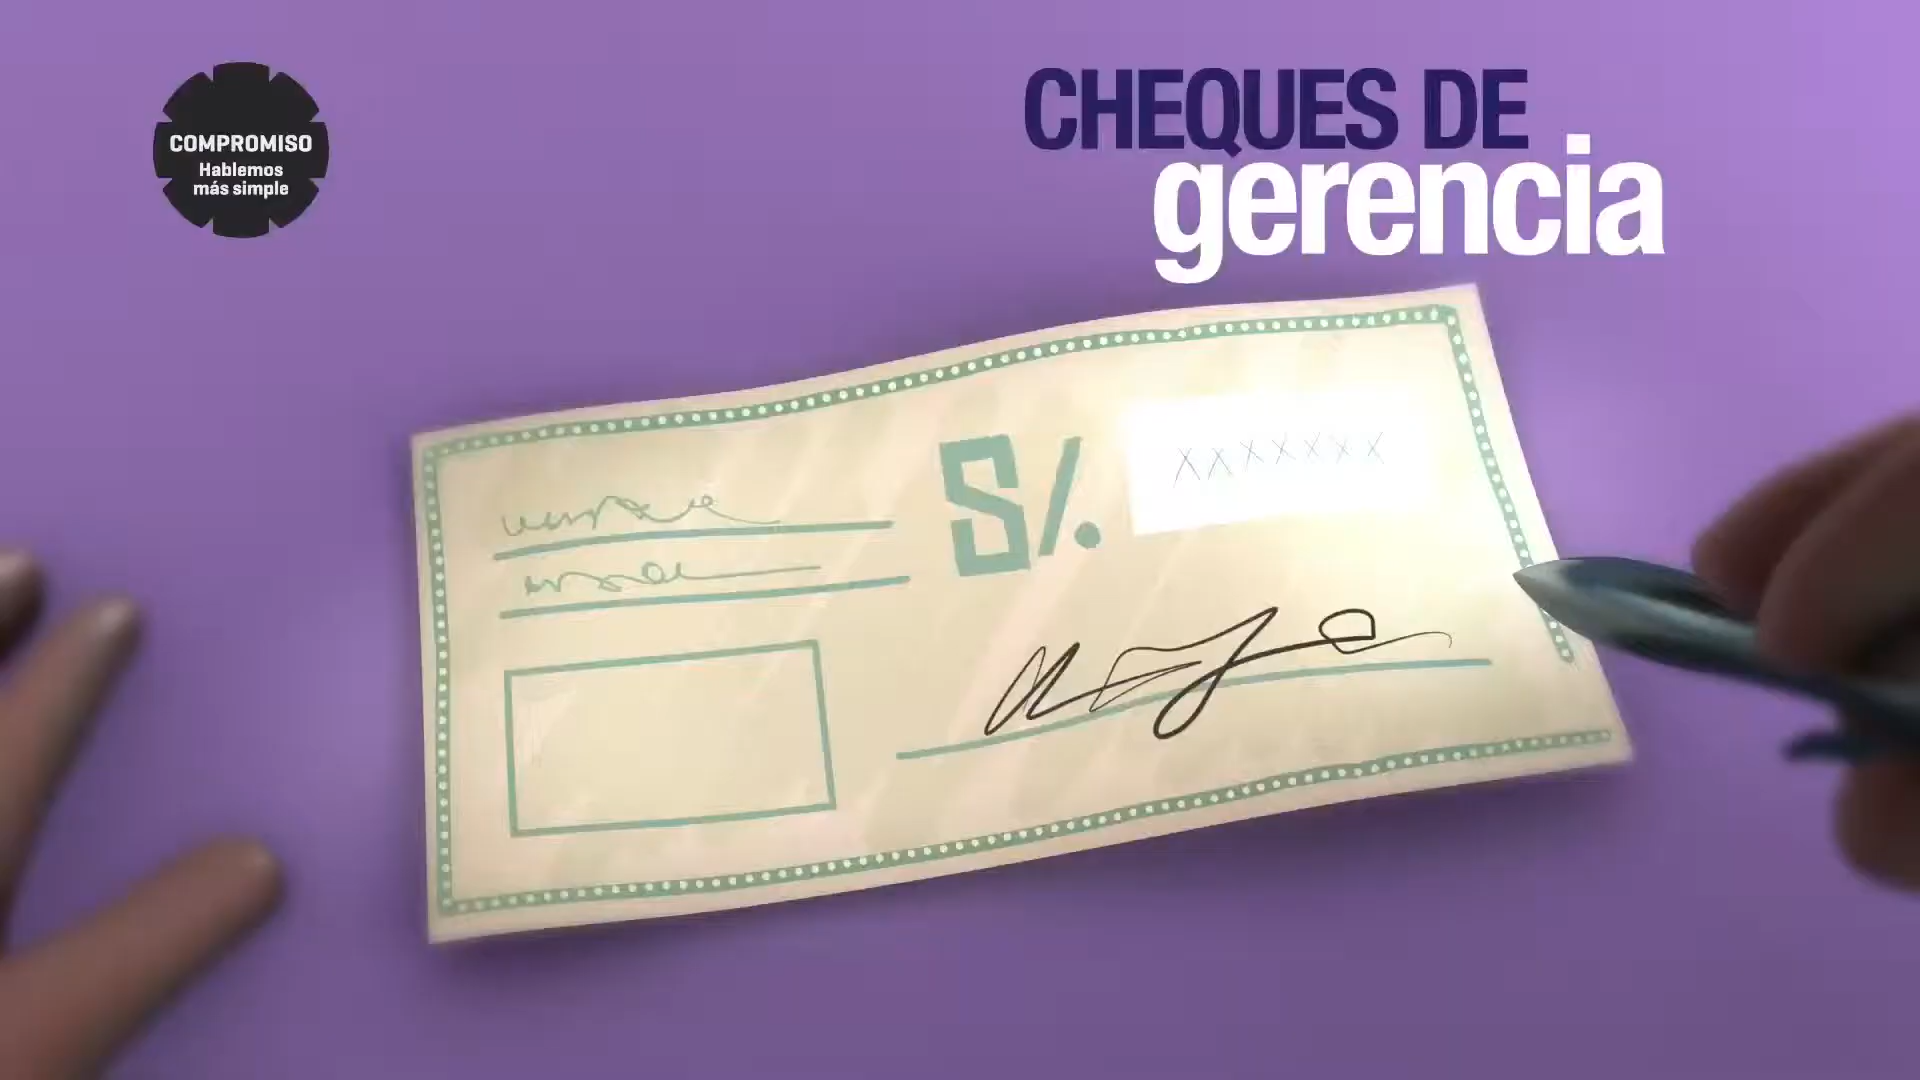 COMPROMISO
Hablemos
más simple
CHEQUES DE
gerencia
S/.
XXXXXXX